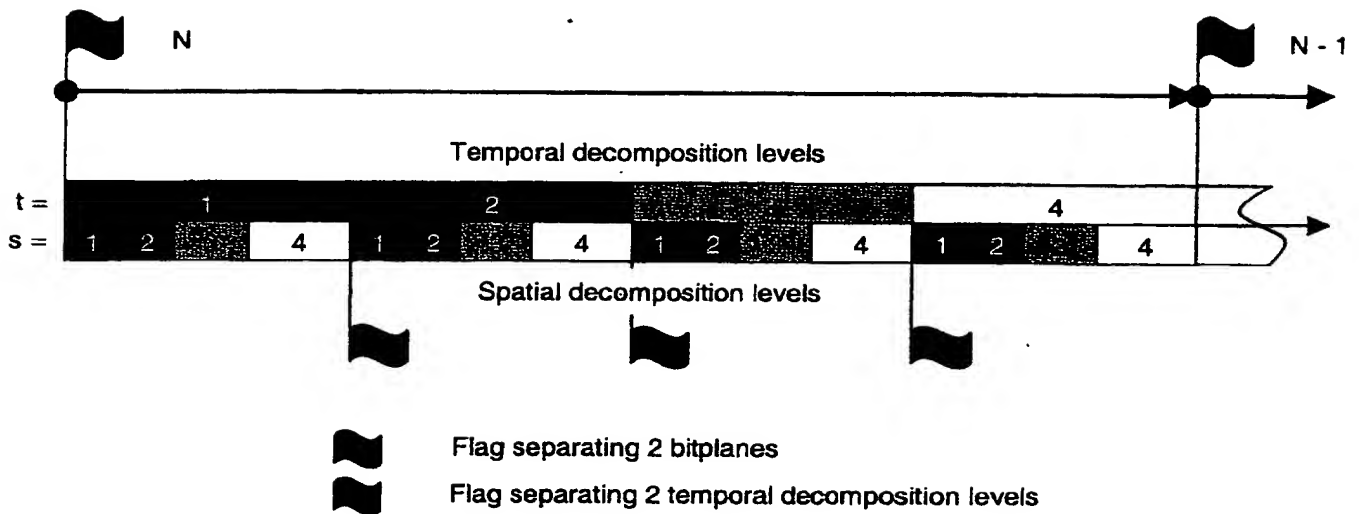 N
N - 1
Temporal decomposition levels
t = 1 2 4
s = 1 2 4 1 2 4 1 2 4 1 2 4
Spatial decomposition levels
Flag separating 2 bitplanes
Flag separating 2 temporal decomposition levels